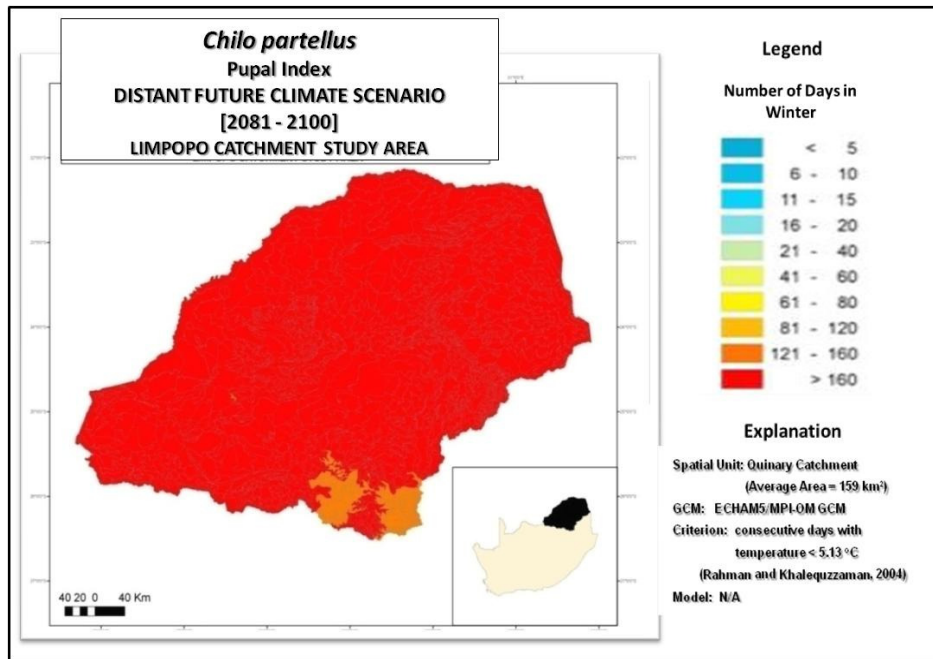 Chilo partellus
Pupal Index
DISTANT FUTURE CLIMATE SCENARIO
[2081 - 2100]
LIMPOPO CATCHMENT STUDY AREA
40 20 0 40 Km
Legend
Number of Days in
Winter
< 5
6 - 10
11 - 15
16 - 20
21 - 40
41 - 60
61 - 80
81 - 120
121 - 160
> 160
Explanation
Spatial Unit: Quinary Catchment
(Average Area = 159 km²)
GCM: ECHAM5/MPI-OM GCM
Criterion: consecutive days with
temperature < 5.13 °C
(Rahman and Khalequzzaman, 2004)
Model: N/A